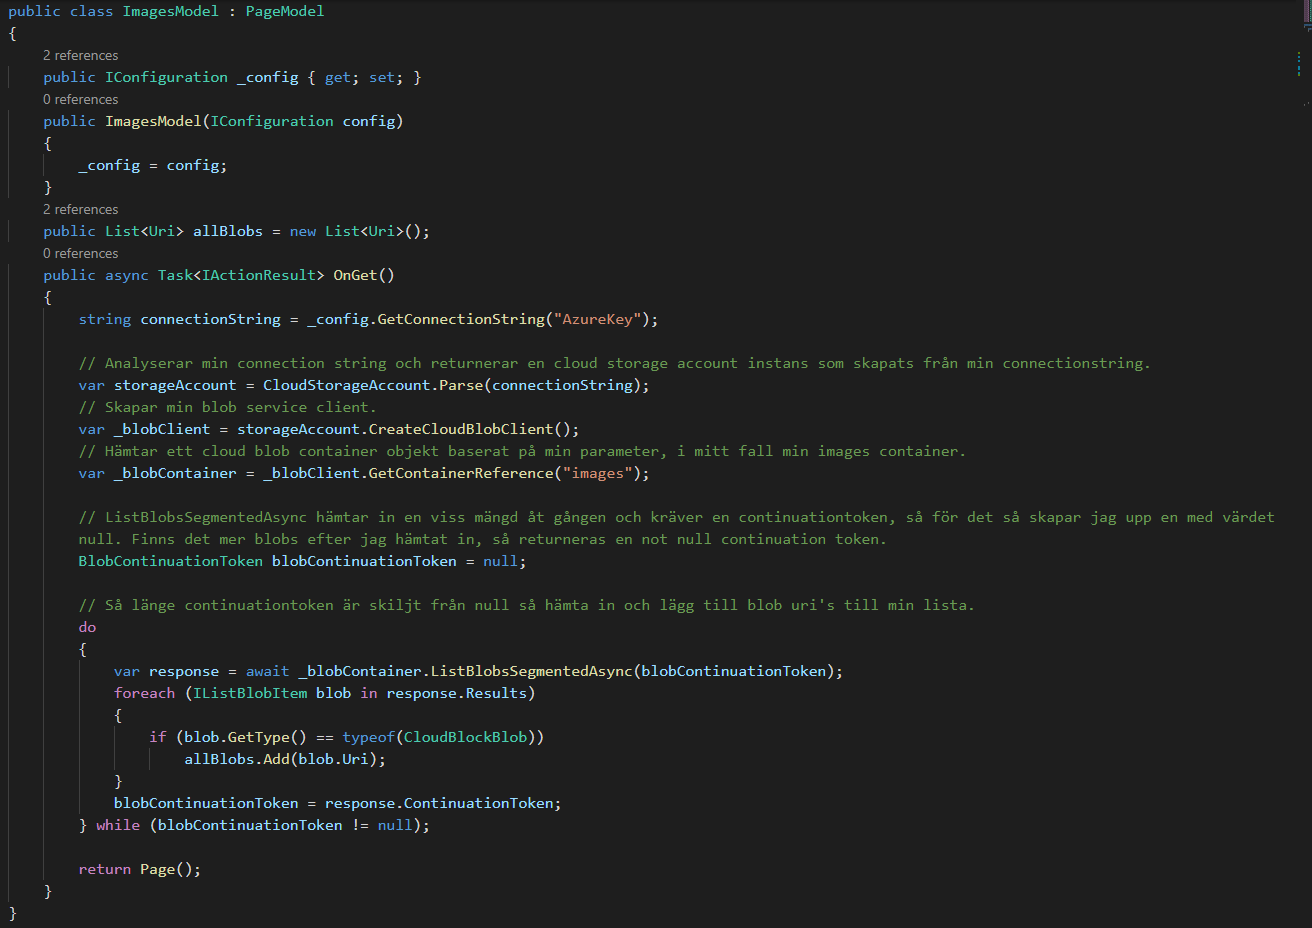 public class ImagesModel : PageModel
{
2 references
public IConfiguration _config { get; set; }
0 references
public ImagesModel(IConfiguration config)
{
_config = config;
}
2 references
public List<Uri> allBlobs = new List<Uri>();
0 references
public async Task<IActionResult> OnGet()
{
string connectionString = _config.GetConnectionString("AzureKey");
// Analyserar min connection string och returnerar en cloud storage account instans som skapats från min connectionstring.
var storageAccount = CloudStorageAccount.Parse(connectionString);
// Skapar min blob service client.
var _blobClient = storageAccount.CreateCloudBlobClient();
// Hämtar ett cloud blob container objekt baserat på min parameter, i mitt fall min images container.
var _blobContainer = _blobClient.GetContainerReference("images");
// ListBlobsSegmentedAsync hämtar in en viss mängd åt gången och kräver en continuationtoken, så för det så skapar jag upp en med värdet
null. Finns det mer blobs efter jag hämtat in, så returneras en not null continuation token.
BlobContinuationToken blobContinuationToken = null;
// Så länge continuationtoken är skiljt från null så hämta in och lägg till blob uri's till min lista.
do
{
var response = await _blobContainer.ListBlobsSegmentedAsync(blobContinuationToken);
foreach (IListBlobItem blob in response.Results)
{
if (blob.GetType() == typeof(CloudBlockBlob))
allBlobs.Add(blob.Uri);
}
blobContinuationToken = response.ContinuationToken;
} while (blobContinuationToken != null);
return Page();
}
}